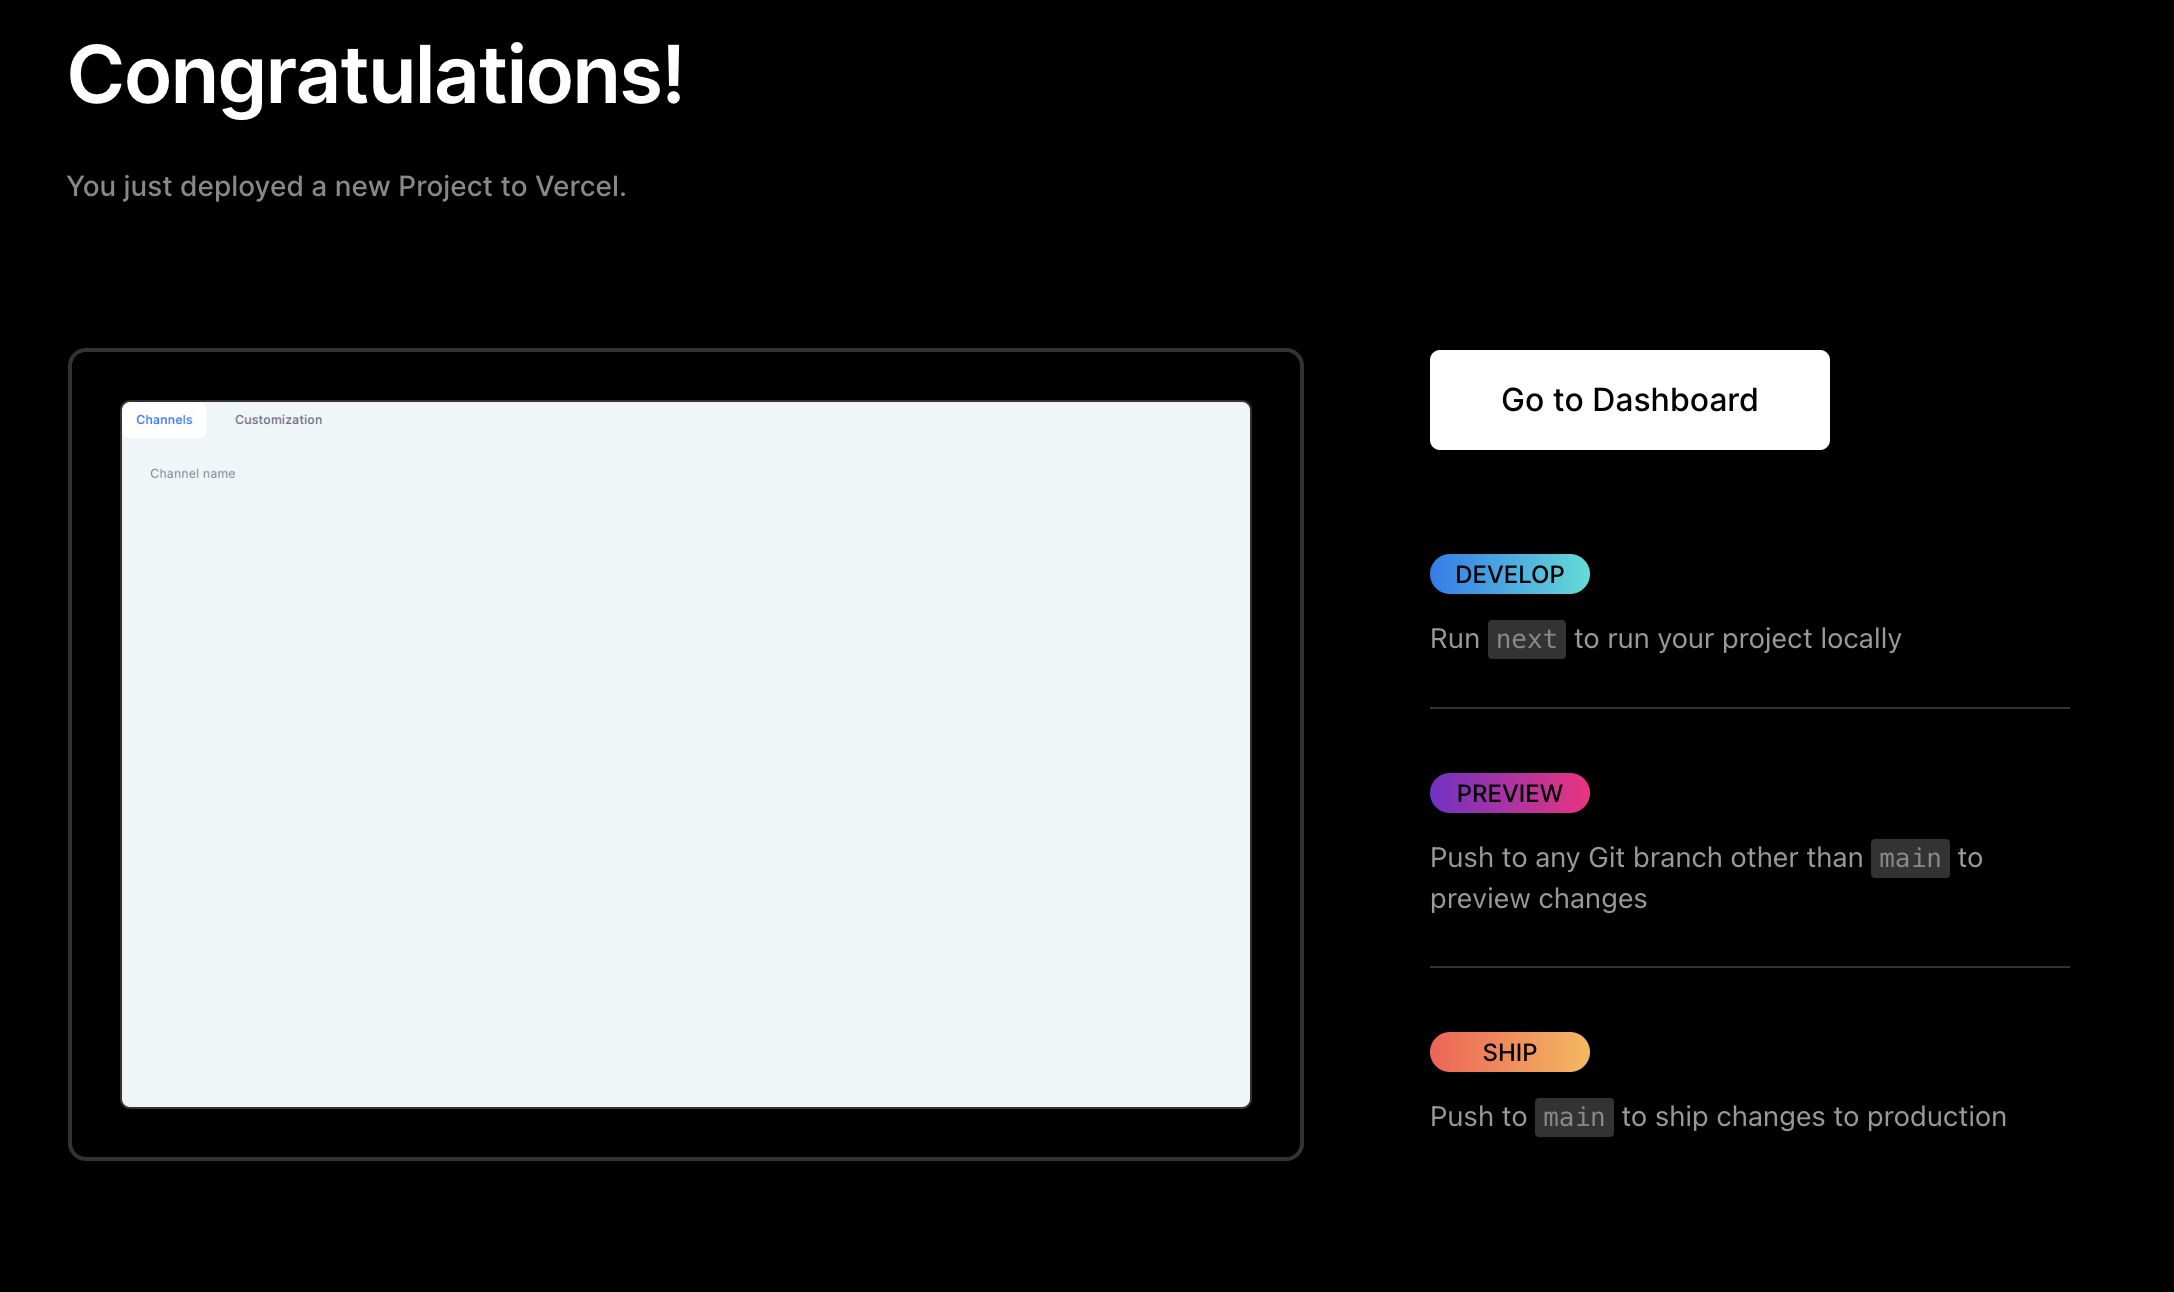 Congratulations!
You just deployed a new Project to Vercel.
Channels
Customization
Channel name
Go to Dashboard
DEVELOP
Run next to run your project locally
PREVIEW
Push to any Git branch other than main to
preview changes
SHIP
Push to main to ship changes to production